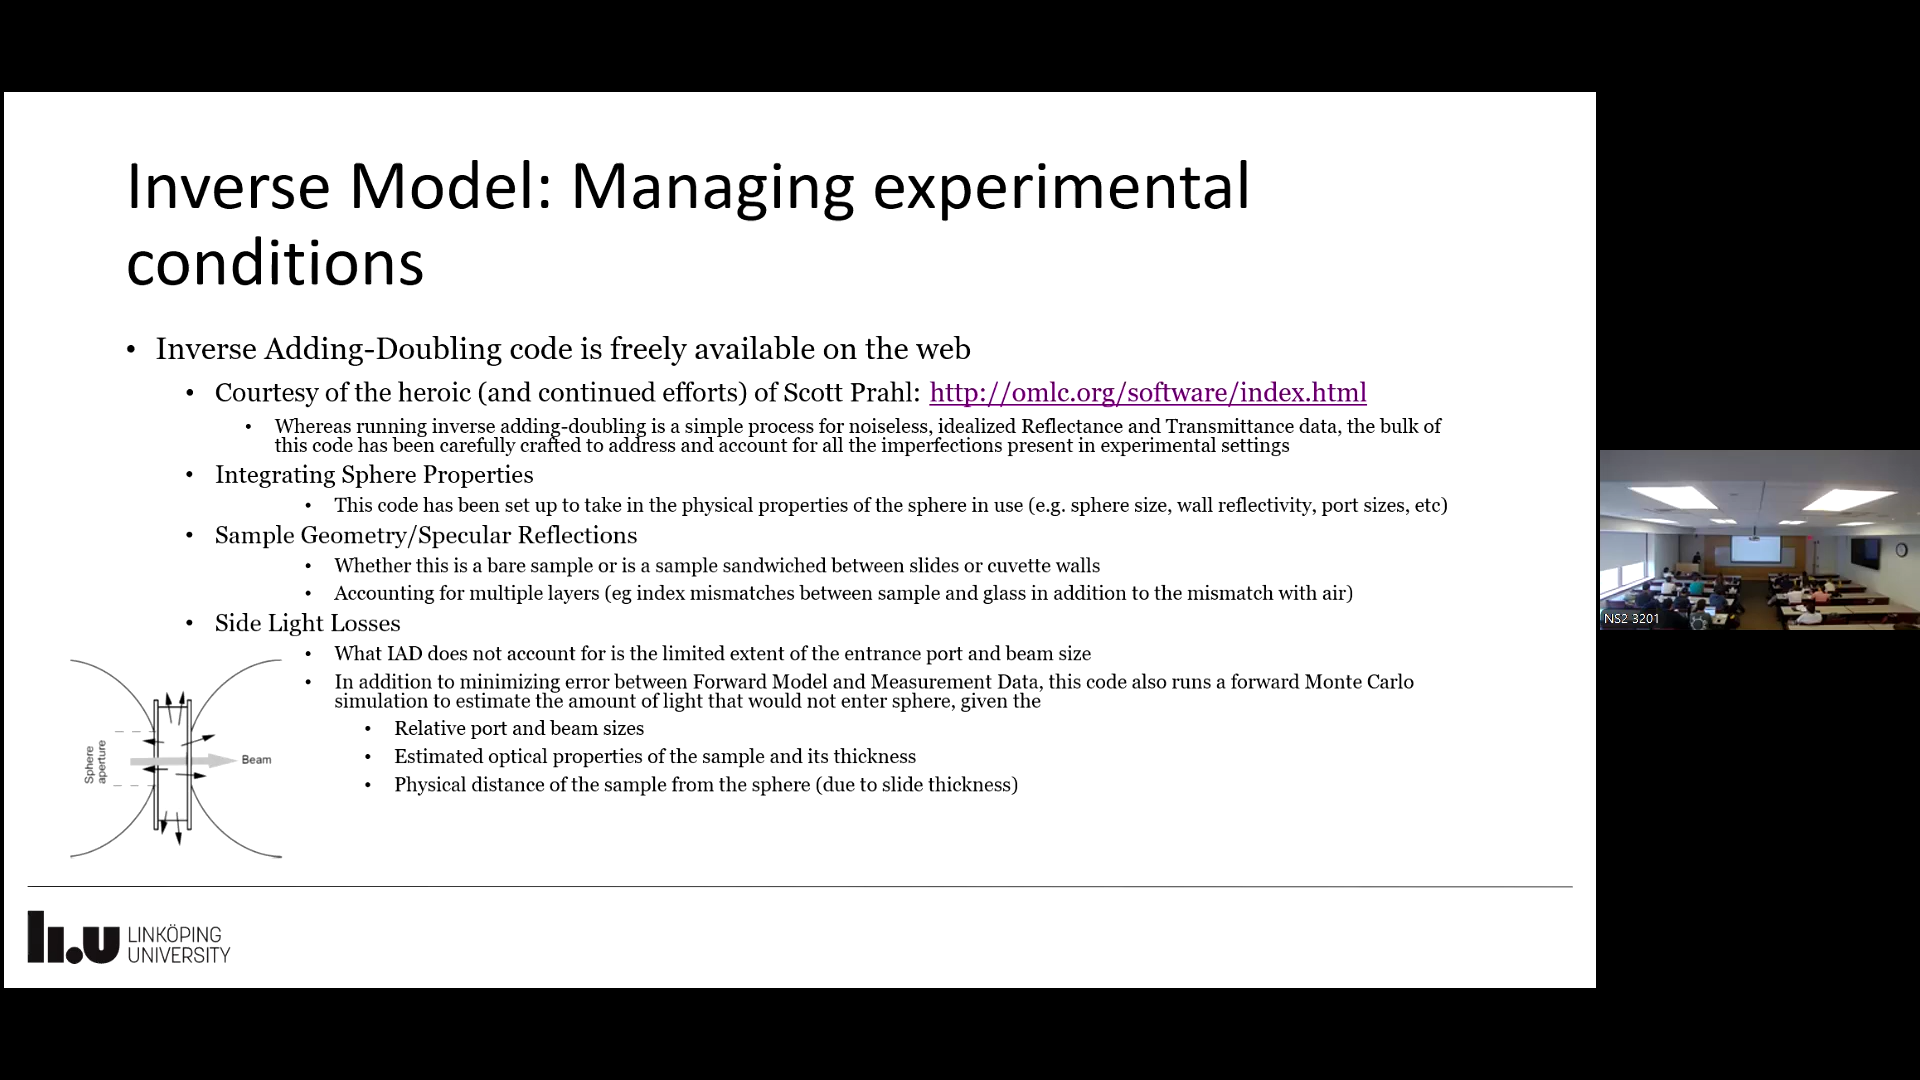 Inverse Model: Managing experimental
conditions
• Inverse Adding-Doubling code is freely available on the web
• Courtesy of the heroic (and continued efforts) of Scott Prahl: http://omlc.org/software/index.html
• Whereas running inverse adding-doubling is a simple process for noiseless, idealized Reflectance and Transmittance data, the bulk of
this code has been carefully crafted to address and account for all the imperfections present in experimental settings
• Integrating Sphere Properties
• This code has been set up to take in the physical properties of the sphere in use (e.g. sphere size, wall reflectivity, port sizes, etc)
• Sample Geometry/Specular Reflections
• Whether this is a bare sample or is a sample sandwiched between slides or cuvette walls
• Accounting for multiple layers (eg index mismatches between sample and glass in addition to the mismatch with air)
• Side Light Losses
• What IAD does not account for is the limited extent of the entrance port and beam size
• In addition to minimizing error between Forward Model and Measurement Data, this code also runs a forward Monte Carlo
simulation to estimate the amount of light that would not enter sphere, given the
• Relative port and beam sizes
• Estimated optical properties of the sample and its thickness
• Physical distance of the sample from the sphere (due to slide thickness)
Sphere
aperture
Beam
li.u LINKÖPING
UNIVERSITY
NS2 3201